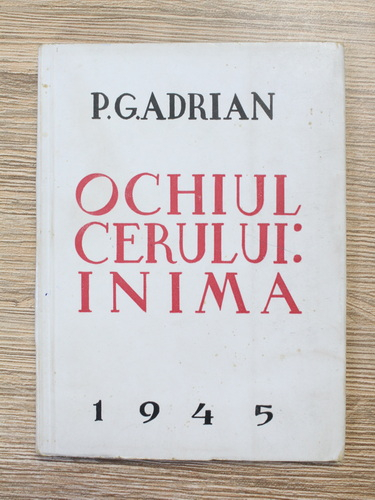 P.G.ADRIAN
OCHIUL
CERULUI:
INIMA
1945